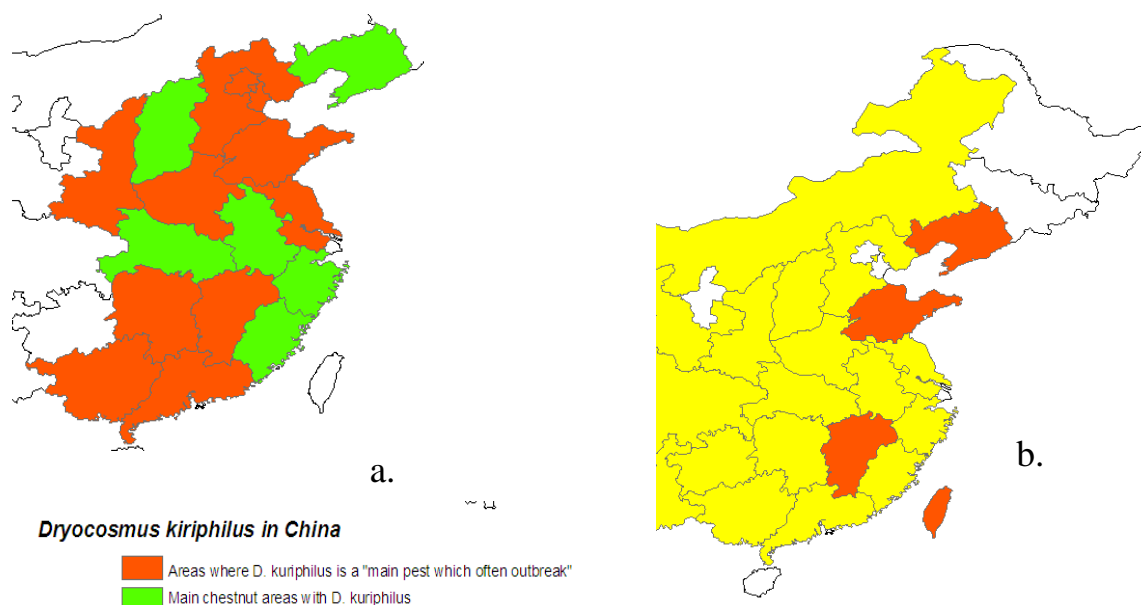 a.
b.
Dryocosmus kiriphilus in China
Areas where D. kuriphilus is a "main pest which often outbreak"
Main chestnut areas with D. kuriphilus